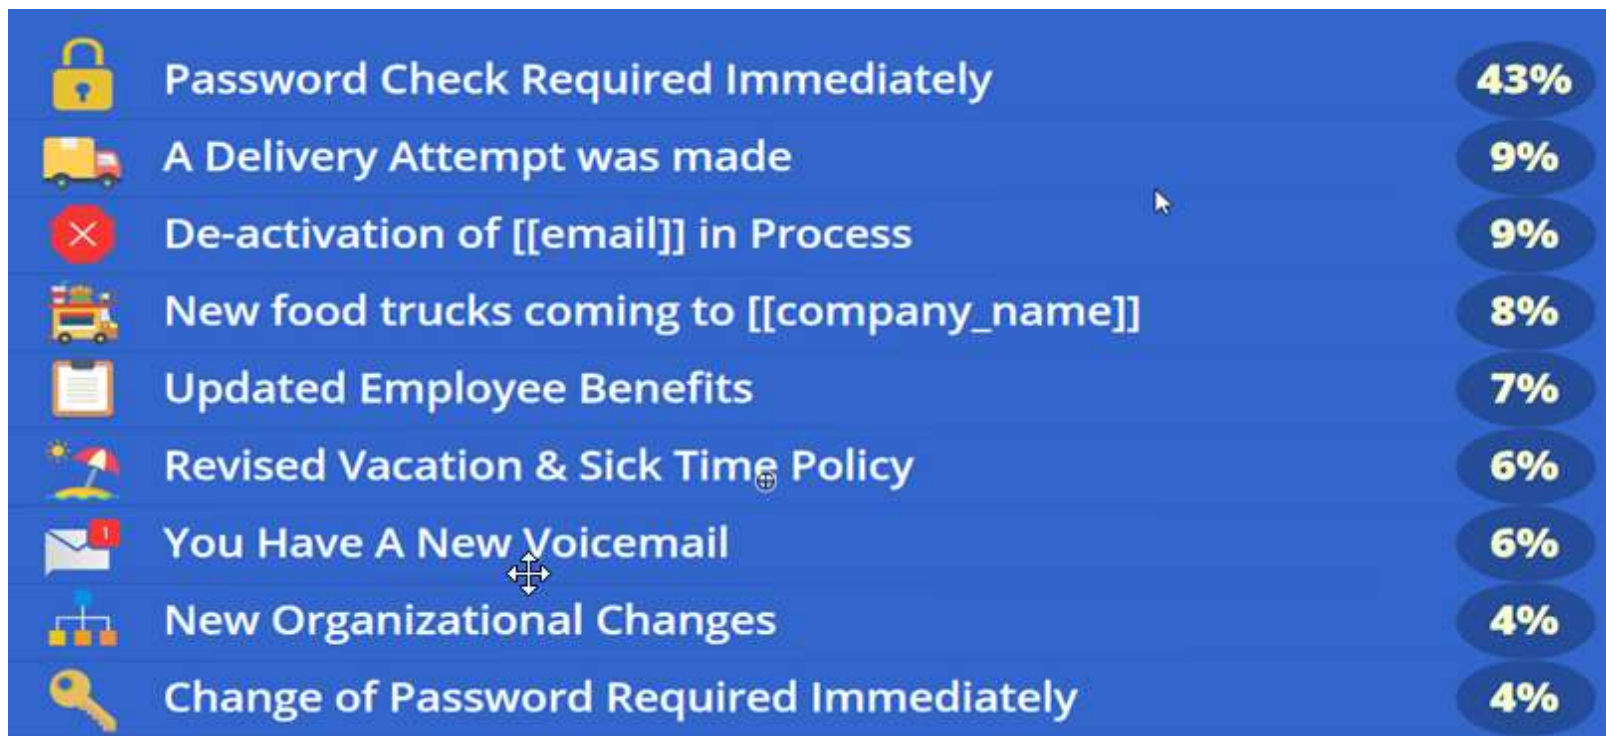 Password Check Required Immediately 43%
A Delivery Attempt was made 9%
De-activation of [[email]] in Process 9%
New food trucks coming to [[company_name]] 8%
Updated Employee Benefits 7%
Revised Vacation & Sick Time Policy 6%
1
You Have A New Voicemail 6%
New Organizational Changes 4%
Change of Password Required Immediately 4%